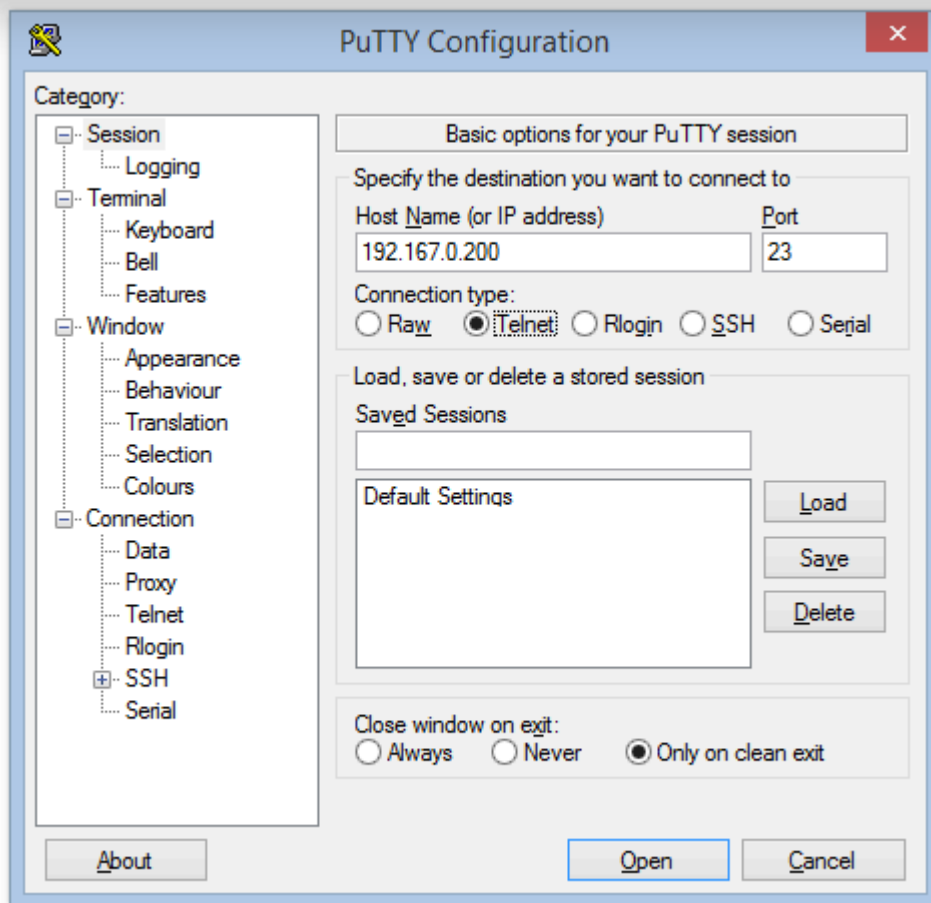 PuTTY Configuration
Category:
Session
Logging
Terminal
Keyboard
Bell
Features
Window
Appearance
Behaviour
Translation
Selection
Colours
Connection
Data
Proxy
Telnet
Rlogin
SSH
Serial
Basic options for your PuTTY session
Specify the destination you want to connect to
Host Name (or IP address) Port
192.167.0.200 23
Connection type:
Raw Telnet Rlogin SSH Serial
Load, save or delete a stored session
Saved Sessions
Default Settings
Load
Save
Delete
Close window on exit:
Always Never Only on clean exit
About Open Cancel